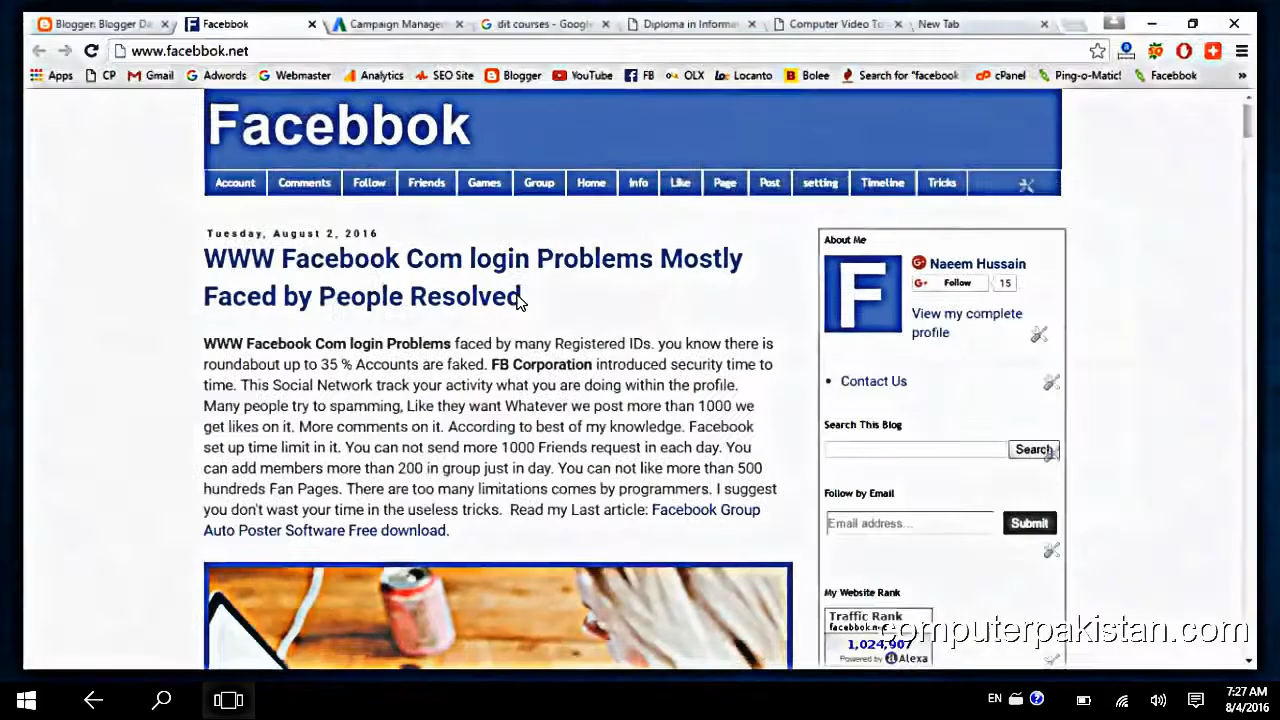 Blogger: Blogger Da
Facebbok
Campaign Manage
dit courses - Google
Diploma in Informa
Computer Video To
New Tab
www.facebbok.net
Apps
CP
Gmail
Adwords
Webmaster
Analytics
SEO Site
Blogger
YouTube
FB
OLX
Locanto
Bolee
Search for "facebook
cPanel
Ping-o-Matic!
Facebbok
»
Facebbok
Account
Comments
Follow
Friends
Games
Group
Home
Info
Like
Page
Post
setting
Timeline
Tricks
Tuesday, August 2, 2016
WWW Facebook Com login Problems Mostly
Faced by People Resolved
WWW Facebook Com login Problems faced by many Registered IDs. you know there is
roundabout up to 35 % Accounts are faked. FB Corporation introduced security time to
time. This Social Network track your activity what you are doing within the profile.
Many people try to spamming, Like they want Whatever we post more than 1000 we
get likes on it. More comments on it. According to best of my knowledge. Facebook
set up time limit in it. You can not send more 1000 Friends request in each day. You
can add members more than 200 in group just in day. You can not like more than 500
hundreds Fan Pages. There are too many limitations comes by programmers. I suggest
you don't wast your time in the useless tricks. Read my Last article: Facebook Group
Auto Poster Software Free download.
About Me
F
G+ Naeem Hussain
G+ Follow 15
View my complete
profile
Contact Us
Search This Blog
Search
Follow by Email
Email address...
Submit
My Website Rank
Traffic Rank
1,024,907
Powered by Alexa
computerpakistan.com
EN
7:27 AM
8/4/2016